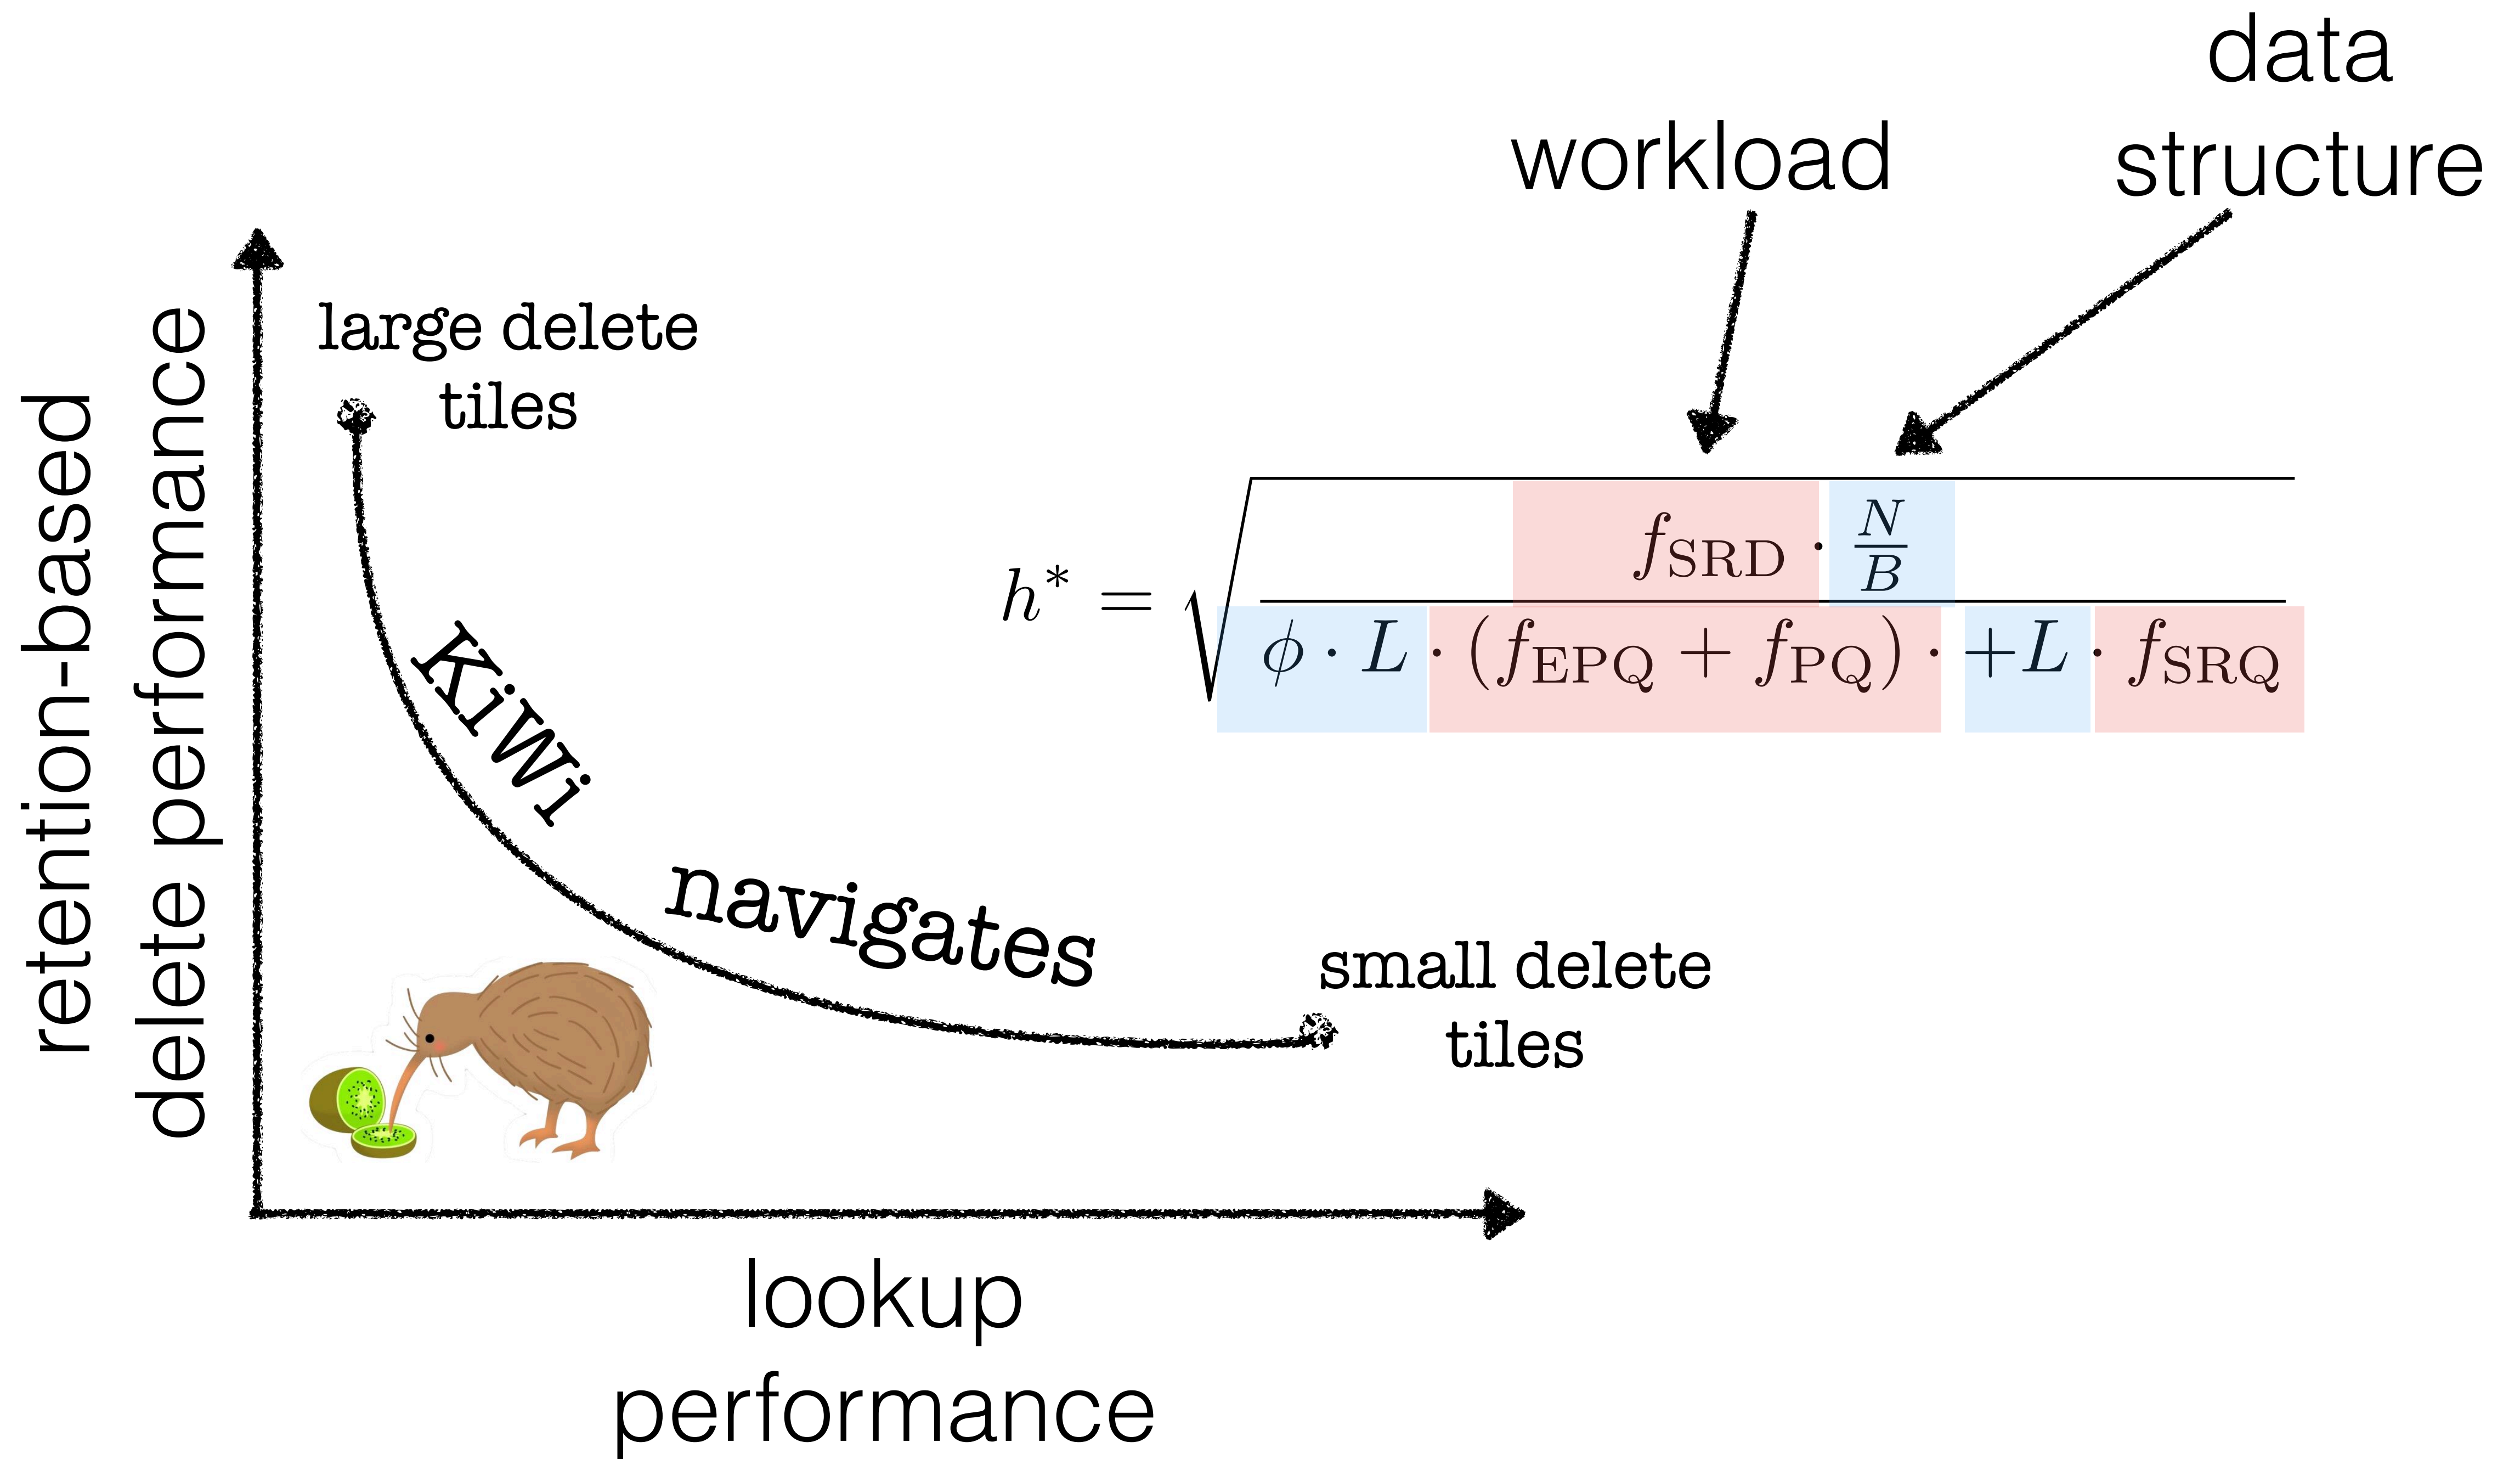 data
structure
workload
retention-based
delete performance
large delete
tiles
KiWi
navigates
small delete
tiles
h* = √( f_SRD · N/B / φ · L · (f_EPQ + f_PQ) · +L · f_SRQ )
lookup
performance